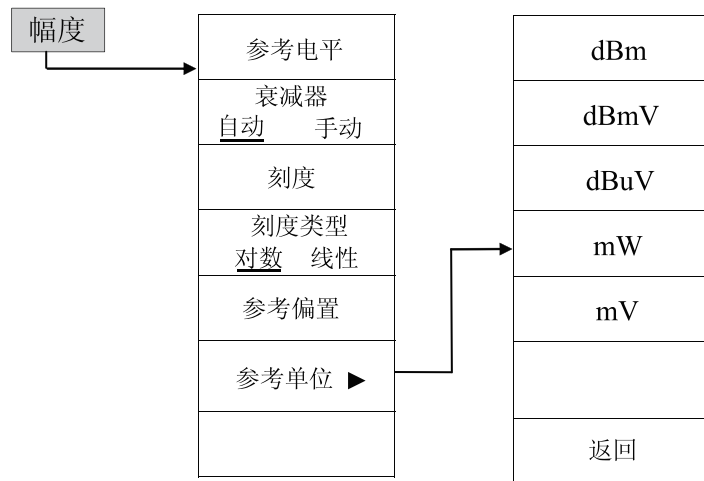 幅度
参考电平
衰减器
自动 手动
刻度
刻度类型
对数 线性
参考偏置
参考单位 ▶
dBm
dBmV
dBuV
mW
mV
返回